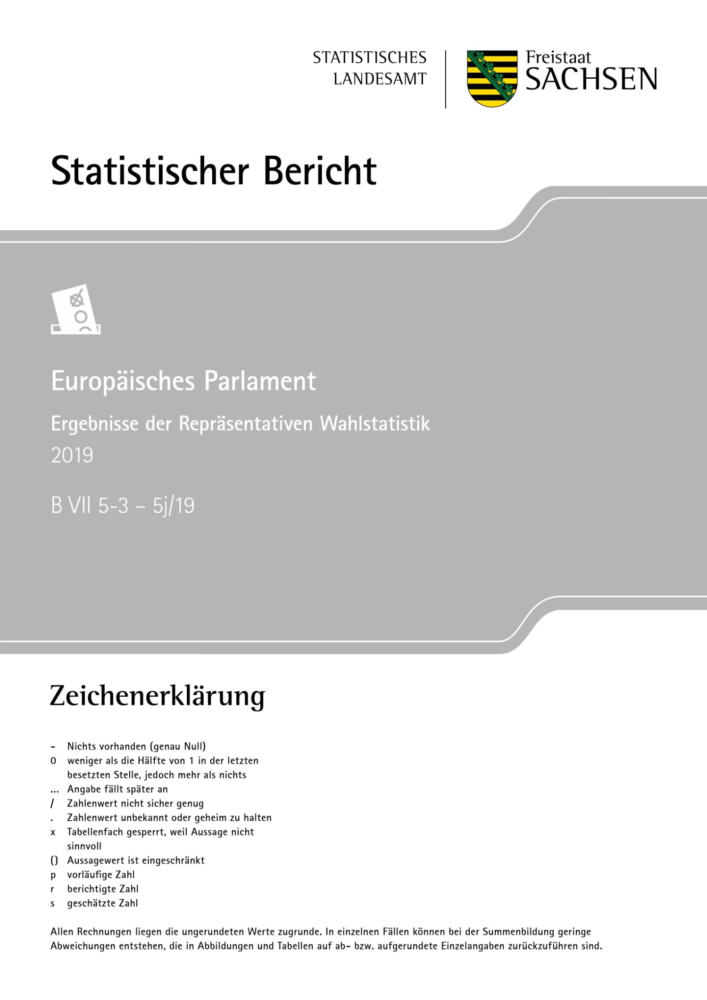 STATISTISCHES
LANDESAMT
Freistaat
SACHSEN
Statistischer Bericht
Europäisches Parlament
Ergebnisse der Repräsentativen Wahlstatistik
2019
B VII 5-3 – 5j/19
Zeichenerklärung
- Nichts vorhanden (genau Null)
0 weniger als die Hälfte von 1 in der letzten
besetzten Stelle, jedoch mehr als nichts
... Angabe fällt später an
/ Zahlenwert nicht sicher genug
. Zahlenwert unbekannt oder geheim zu halten
x Tabellenfach gesperrt, weil Aussage nicht
sinnvoll
() Aussagewert ist eingeschränkt
p vorläufige Zahl
r berichtigte Zahl
s geschätzte Zahl
Allen Rechnungen liegen die ungerundeten Werte zugrunde. In einzelnen Fällen können bei der Summenbildung geringe
Abweichungen entstehen, die in Abbildungen und Tabellen auf ab- bzw. aufgerundete Einzelangaben zurückzuführen sind.